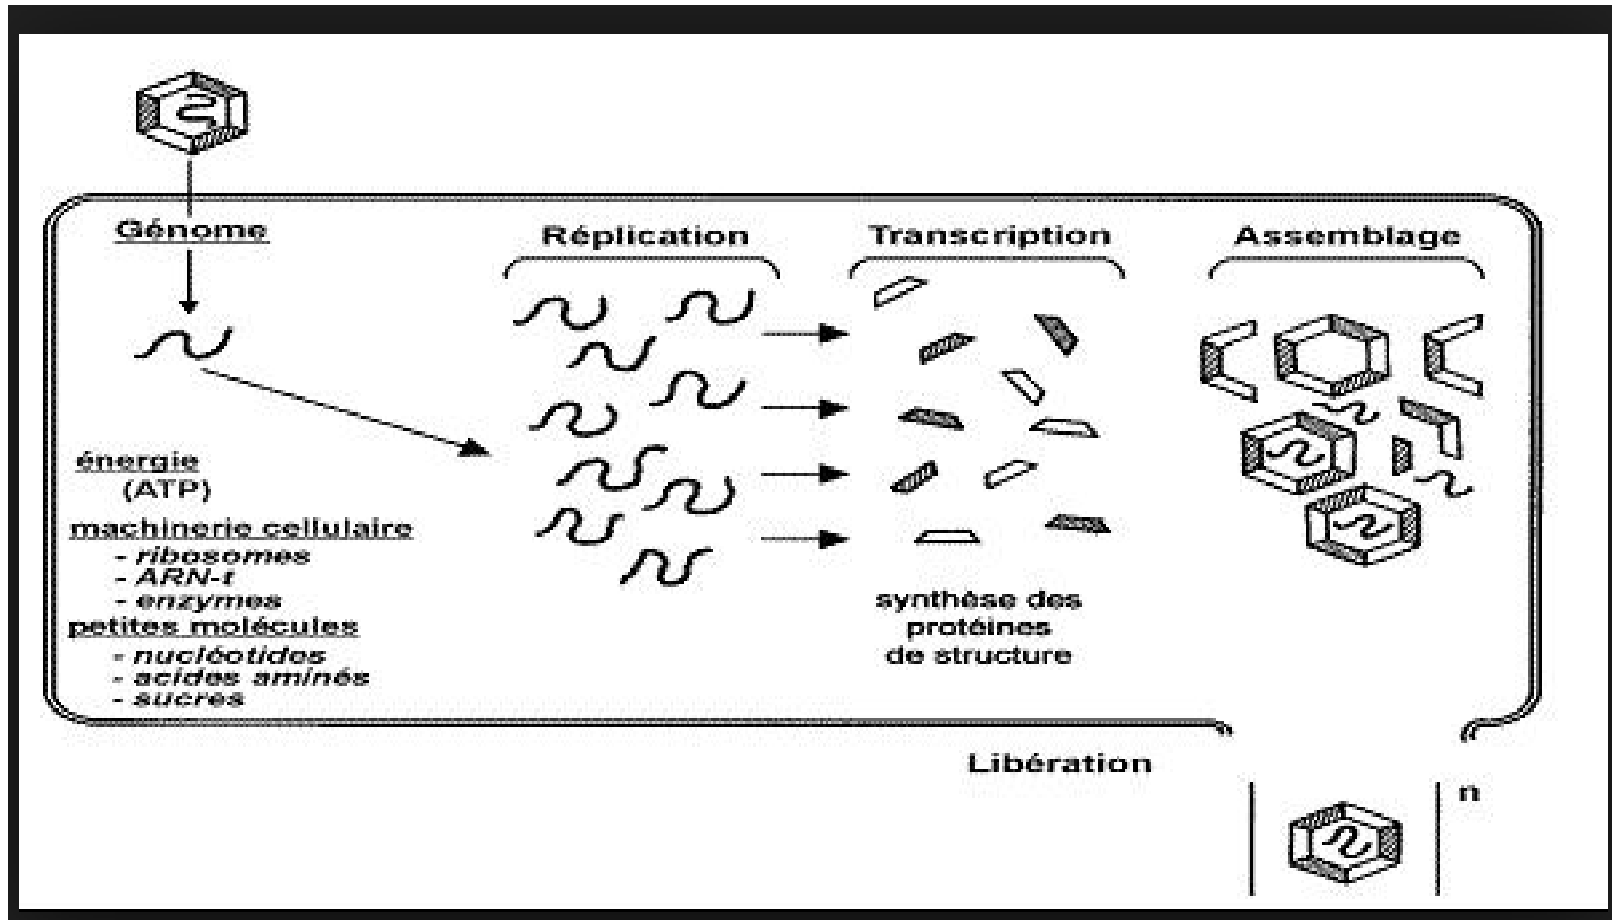 Génome
Réplication
Transcription
Assemblage
énergie
(ATP)
machinerie cellulaire
- ribosomes
- ARN-t
- enzymes
petites molécules
- nucléotides
- acides aminés
- sucres
synthèse des
protéines
de structure
Libération
n